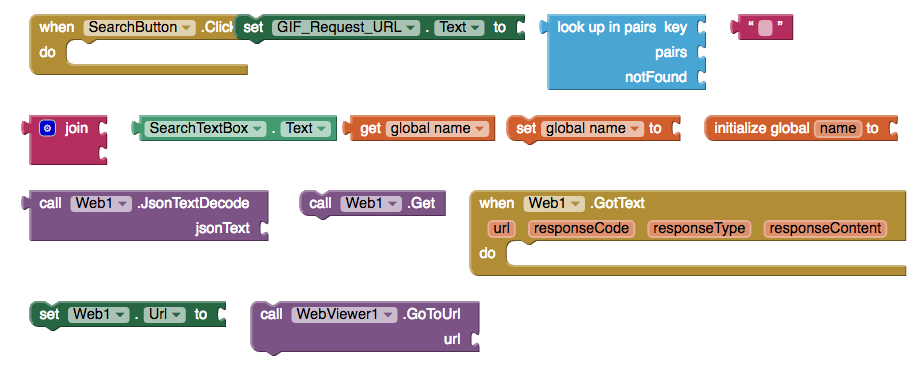 when SearchButton .Click set GIF_Request_URL . Text to look up in pairs key “ ”
do pairs
notFound
join SearchTextBox . Text get global name set global name to initialize global name to
call Web1 .JsonTextDecode call Web1 .Get when Web1 .GotText
jsonText url responseCode responseType responseContent
do
set Web1 . Url to call WebViewer1 .GoToUrl
url